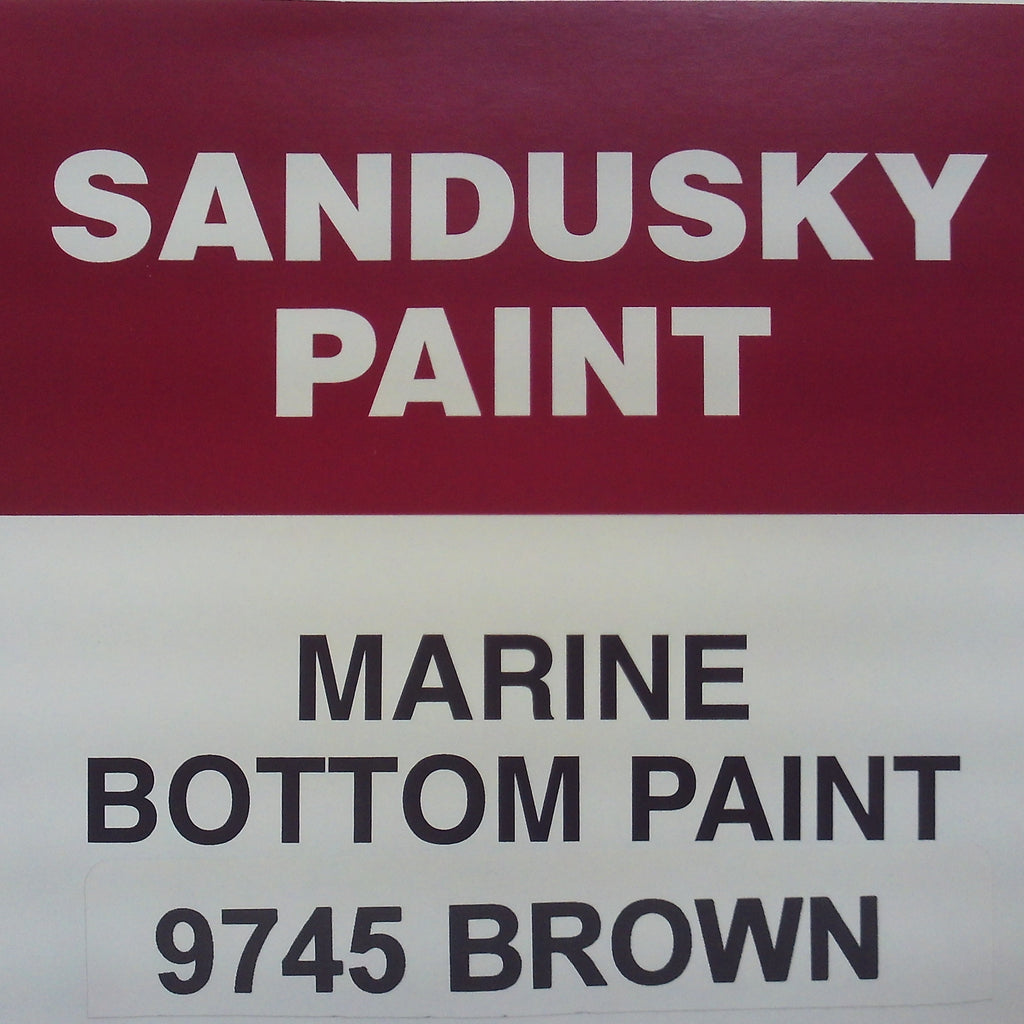 SANDUSKY
PAINT
MARINE
BOTTOM PAINT
9745 BROWN